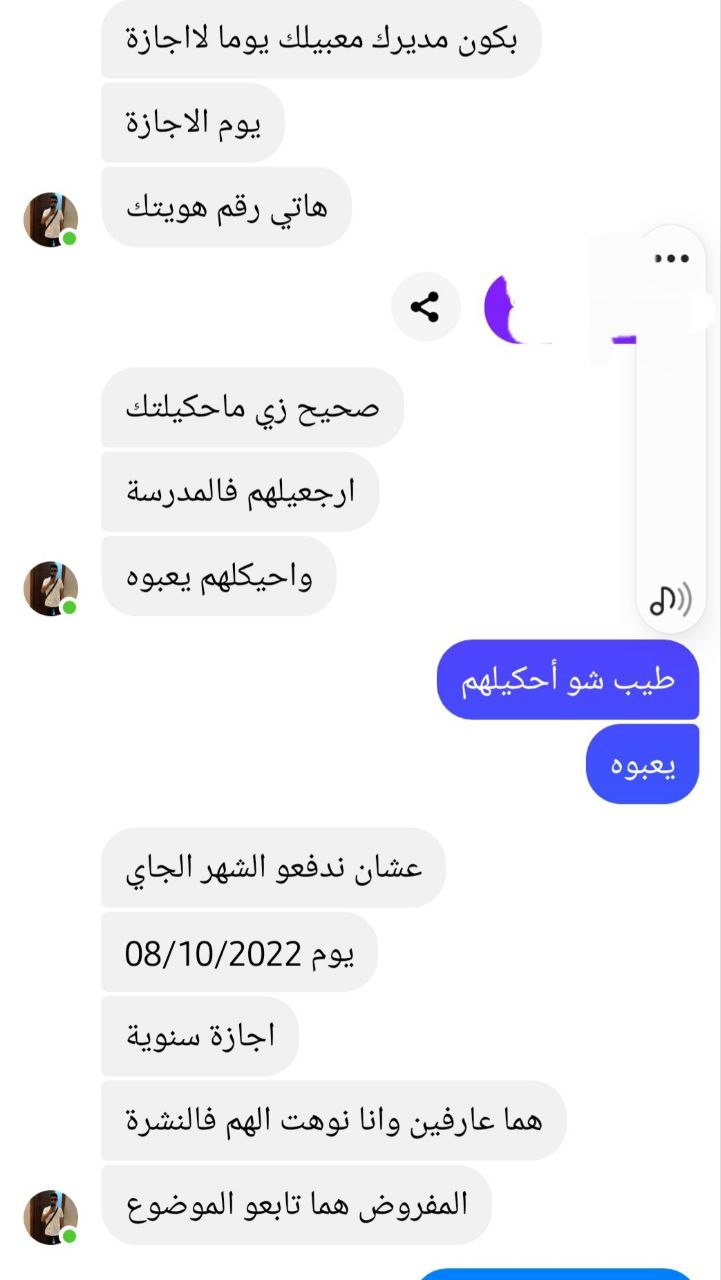 بكون مديرك معبيلك يوما لااجازة
يوم الاجازة
هاتي رقم هويتك
صحيح زي ماحكيلتك
ارجعيلهم فالمدرسة
واحيكلهم يعبوه
طيب شو أحكيلهم
يعبوه
عشان ندفعو الشهر الجاي
يوم 08/10/2022
اجازة سنوية
هما عارفين وانا نوهت الهم فالنشرة
المفروض هما تابعو الموضوع